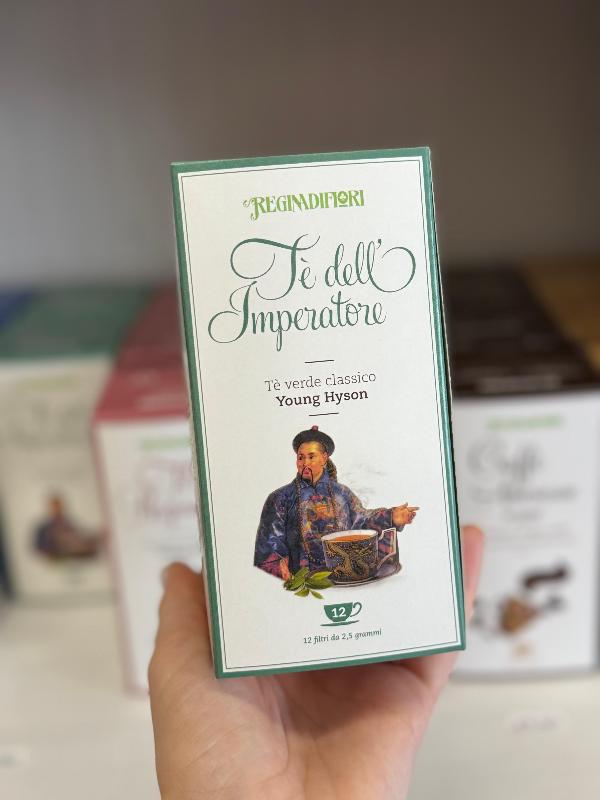 REGINADIFIORI
Tè dell'
Imperatore
Tè verde classico
Young Hyson
12
12 filtri da 2,5 grammi